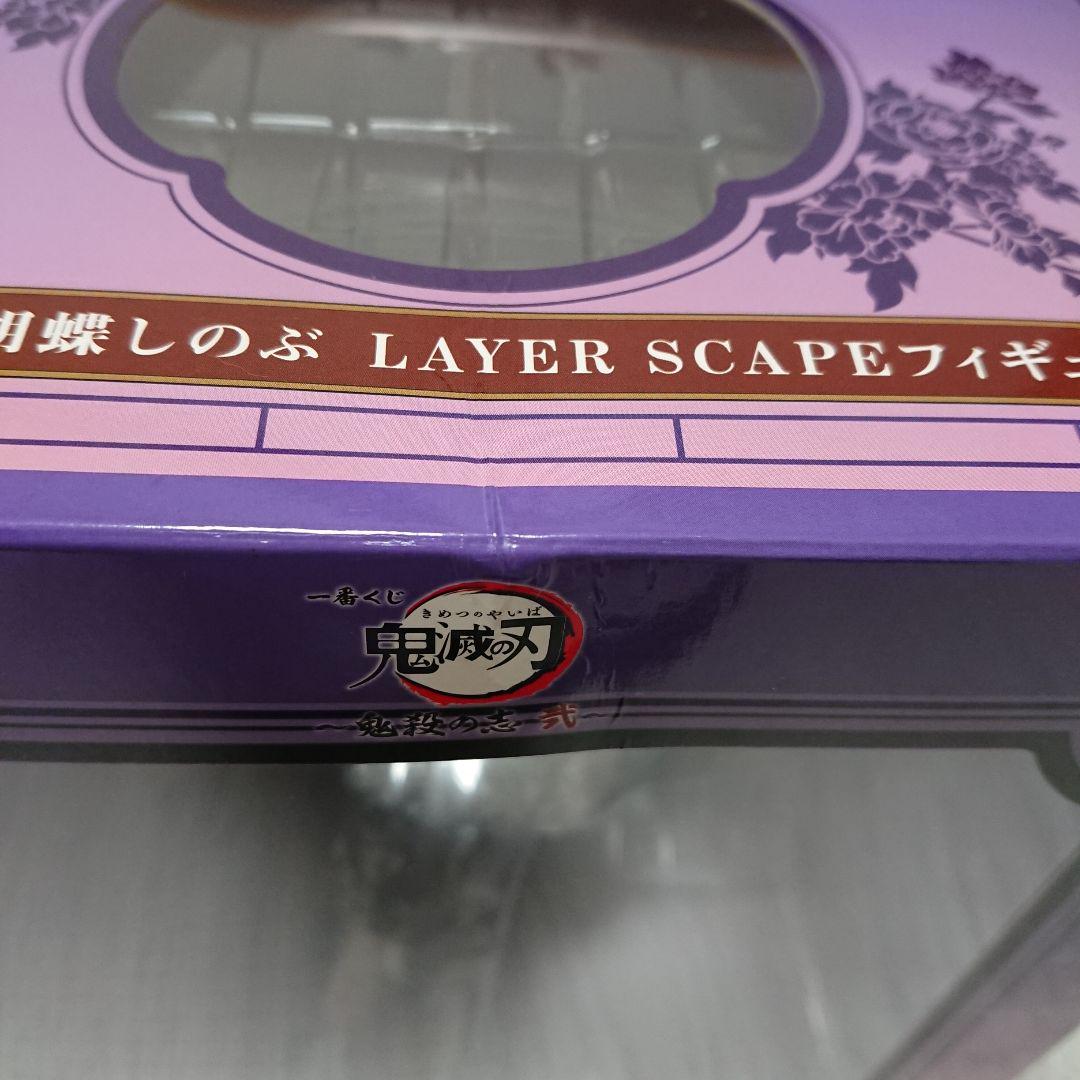 胡蝶しのぶ LAYER SCAPEフィギュ
一番くじ
きめつのやいば
鬼滅の刃
～鬼殺の志 弐～